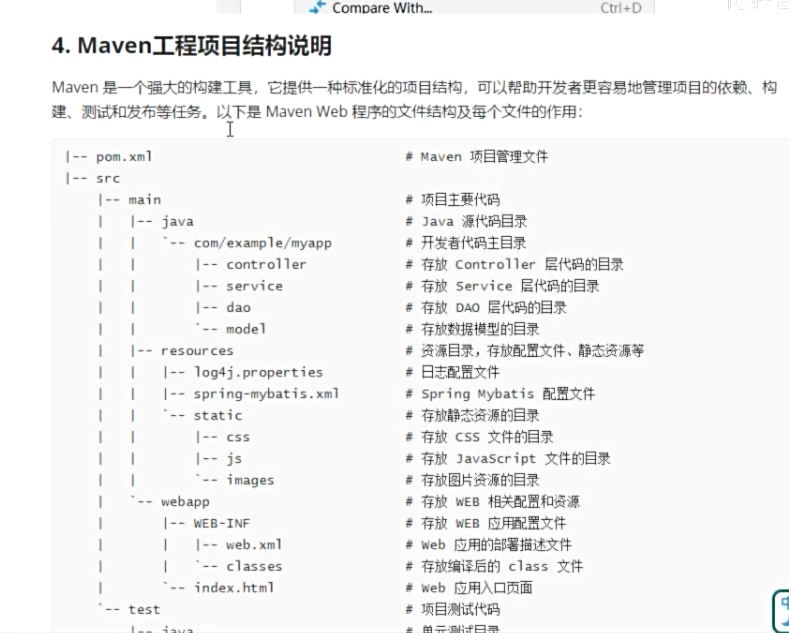 Compare With... Ctrl+D
4. Maven工程项目结构说明
Maven 是一个强大的构建工具，它提供一种标准化的项目结构，可以帮助开发者更容易地管理项目的依赖、构
建、测试和发布等任务。以下是 Maven Web 程序的文件结构及每个文件的作用：
|-- pom.xml # Maven 项目管理文件
|-- src
|-- main # 项目主要代码
| |-- java # Java 源代码目录
| | `-- com/example/myapp # 开发者代码主目录
| | |-- controller # 存放 Controller 层代码的目录
| | |-- service # 存放 Service 层代码的目录
| | |-- dao # 存放 DAO 层代码的目录
| | `-- model # 存放数据模型的目录
| |-- resources # 资源目录，存放配置文件、静态资源等
| | |-- log4j.properties # 日志配置文件
| | |-- spring-mybatis.xml # Spring Mybatis 配置文件
| | `-- static # 存放静态资源的目录
| | |-- css # 存放 CSS 文件的目录
| | |-- js # 存放 JavaScript 文件的目录
| | `-- images # 存放图片资源的目录
| `-- webapp # 存放 WEB 相关配置和资源
| |-- WEB-INF # 存放 WEB 应用配置文件
| | |-- web.xml # Web 应用的部署描述文件
| | `-- classes # 存放编译后的 class 文件
| `-- index.html # Web 应用入口页面
`-- test # 项目测试代码
|-- java # 单元测试目录